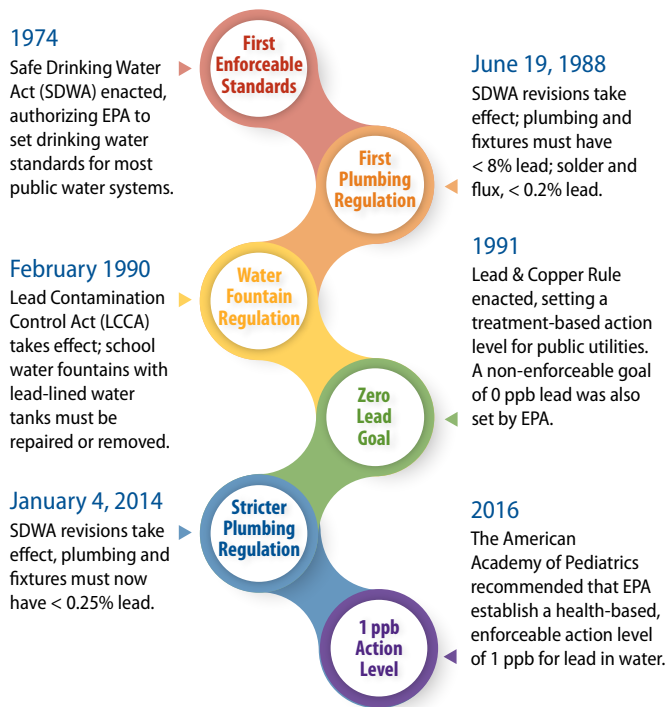 1974
Safe Drinking Water
Act (SDWA) enacted,
authorizing EPA to
set drinking water
standards for most
public water systems.
First
Enforceable
Standards
June 19, 1988
SDWA revisions take
effect; plumbing and
fixtures must have
< 8% lead; solder and
flux, < 0.2% lead.
First
Plumbing
Regulation
February 1990
Lead Contamination
Control Act (LCCA)
takes effect; school
water fountains with
lead-lined water
tanks must be
repaired or removed.
Water
Fountain
Regulation
1991
Lead & Copper Rule
enacted, setting a
treatment-based action
level for public utilities.
A non-enforceable goal
of 0 ppb lead was also
set by EPA.
Zero
Lead
Goal
January 4, 2014
SDWA revisions take
effect, plumbing and
fixtures must now
have < 0.25% lead.
Stricter
Plumbing
Regulation
2016
The American
Academy of Pediatrics
recommended that EPA
establish a health-based,
enforceable action level
of 1 ppb for lead in water.
1 ppb
Action
Level